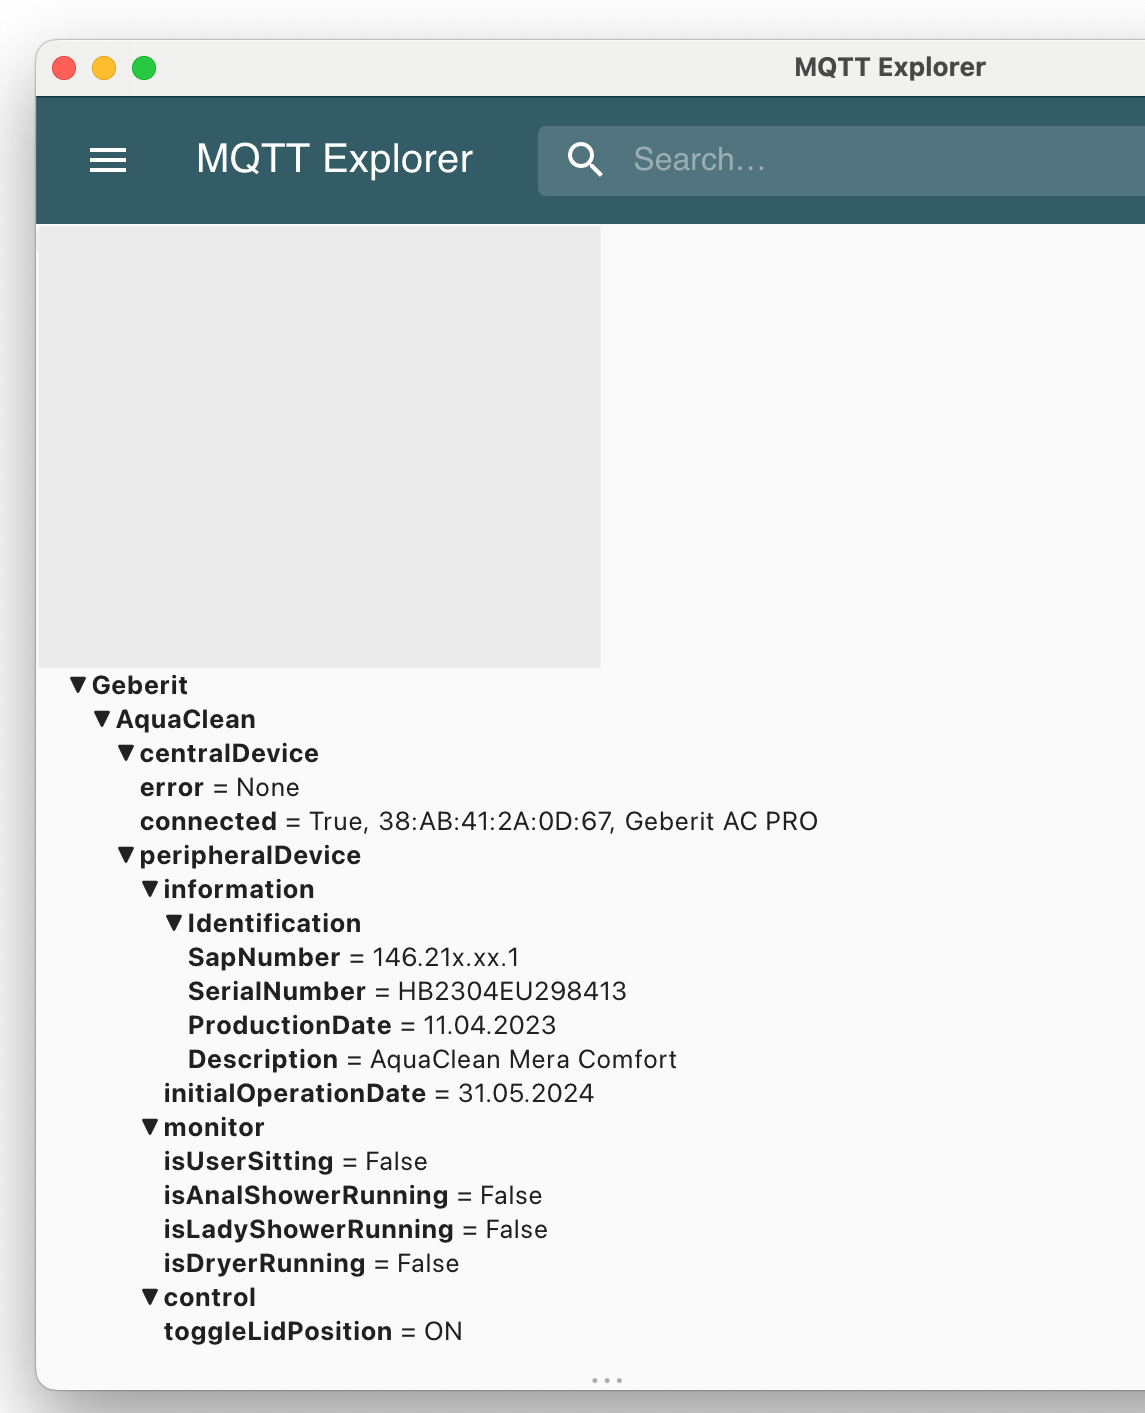 MQTT Explorer
MQTT Explorer
Search...
Geberit
AquaClean
centralDevice
error = None
connected = True, 38:AB:41:2A:0D:67, Geberit AC PRO
peripheralDevice
information
Identification
SapNumber = 146.21x.xx.1
SerialNumber = HB2304EU298413
ProductionDate = 11.04.2023
Description = AquaClean Mera Comfort
initialOperationDate = 31.05.2024
monitor
isUserSitting = False
isAnalShowerRunning = False
isLadyShowerRunning = False
isDryerRunning = False
control
toggleLidPosition = ON